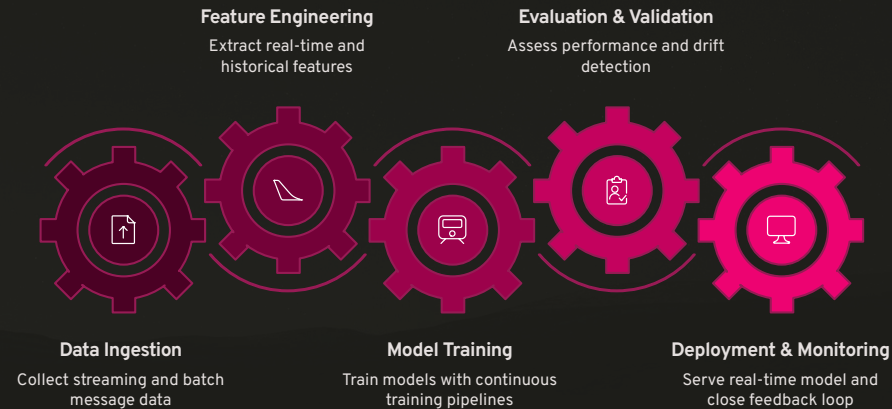 Feature Engineering
Extract real-time and
historical features
Evaluation & Validation
Assess performance and drift
detection
Data Ingestion
Collect streaming and batch
message data
Model Training
Train models with continuous
training pipelines
Deployment & Monitoring
Serve real-time model and
close feedback loop